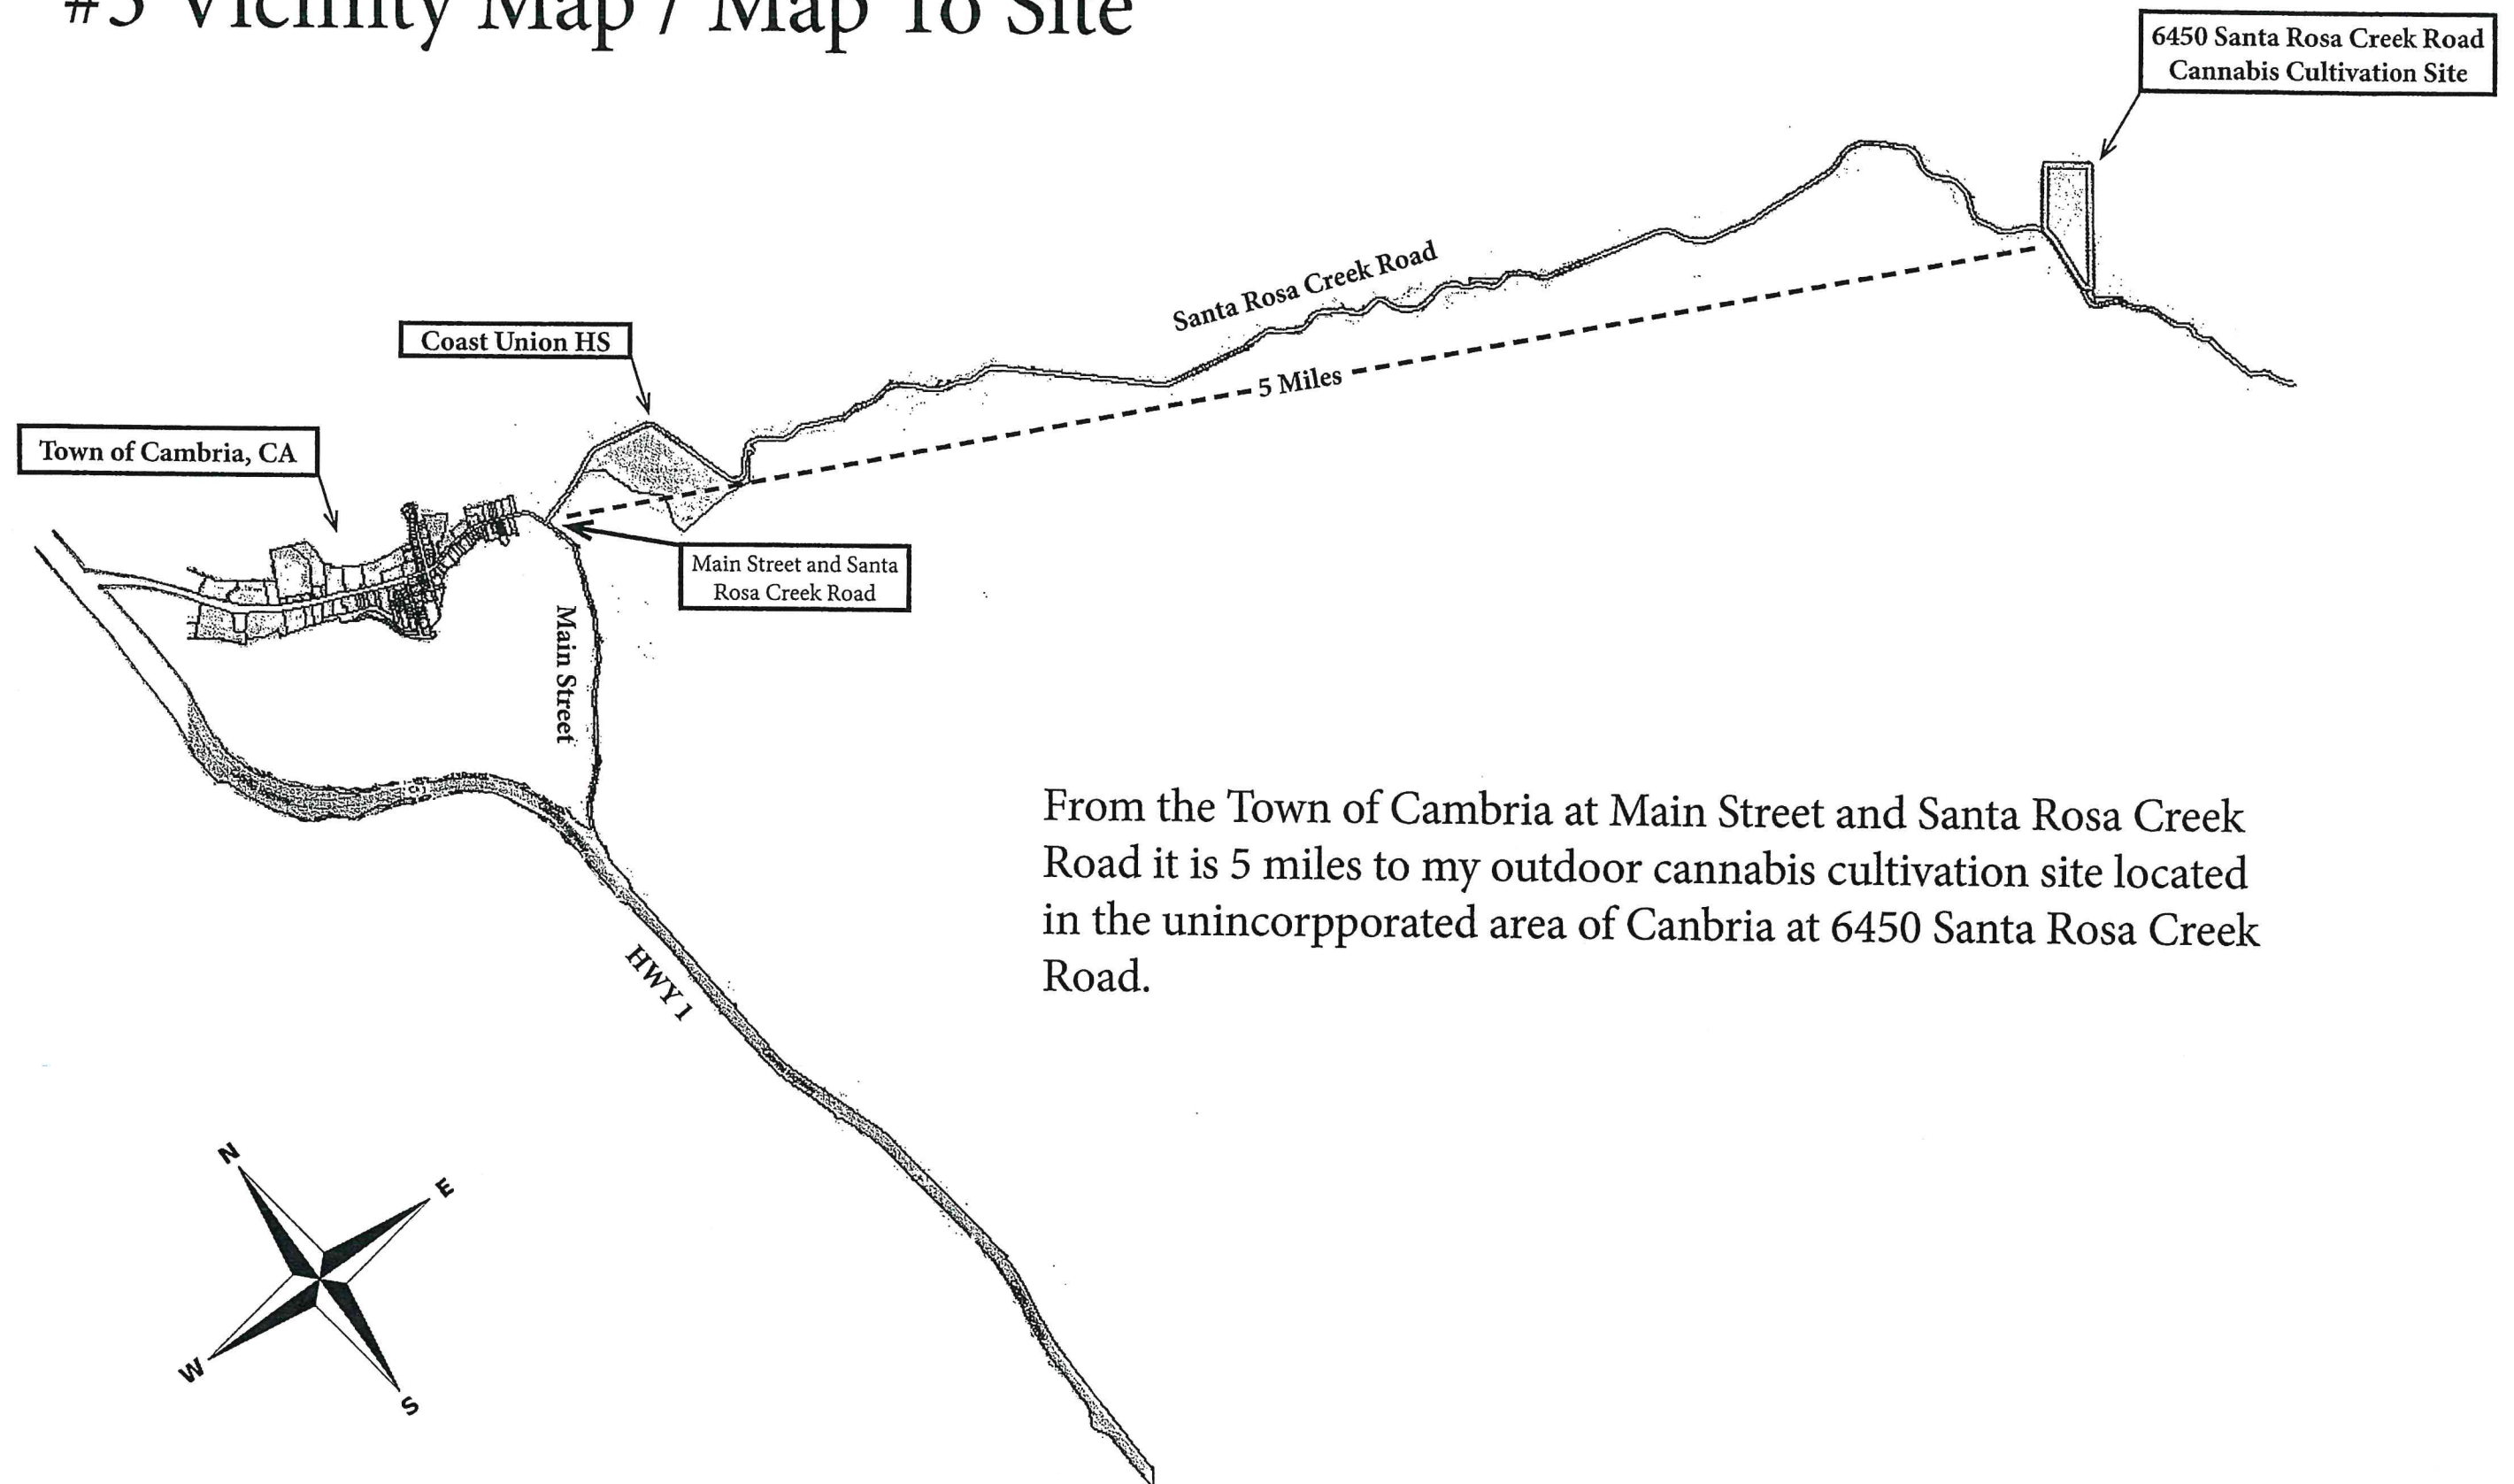 #5 Vicinity Map / Map To Site
6450 Santa Rosa Creek Road
Cannabis Cultivation Site
Santa Rosa Creek Road
5 Miles
Coast Union HS
Town of Cambria, CA
Main Street and Santa
Rosa Creek Road
Main Street
HWY 1
From the Town of Cambria at Main Street and Santa Rosa Creek
Road it is 5 miles to my outdoor cannabis cultivation site located
in the unincorpporated area of Canbria at 6450 Santa Rosa Creek
Road.
N
E
W
S